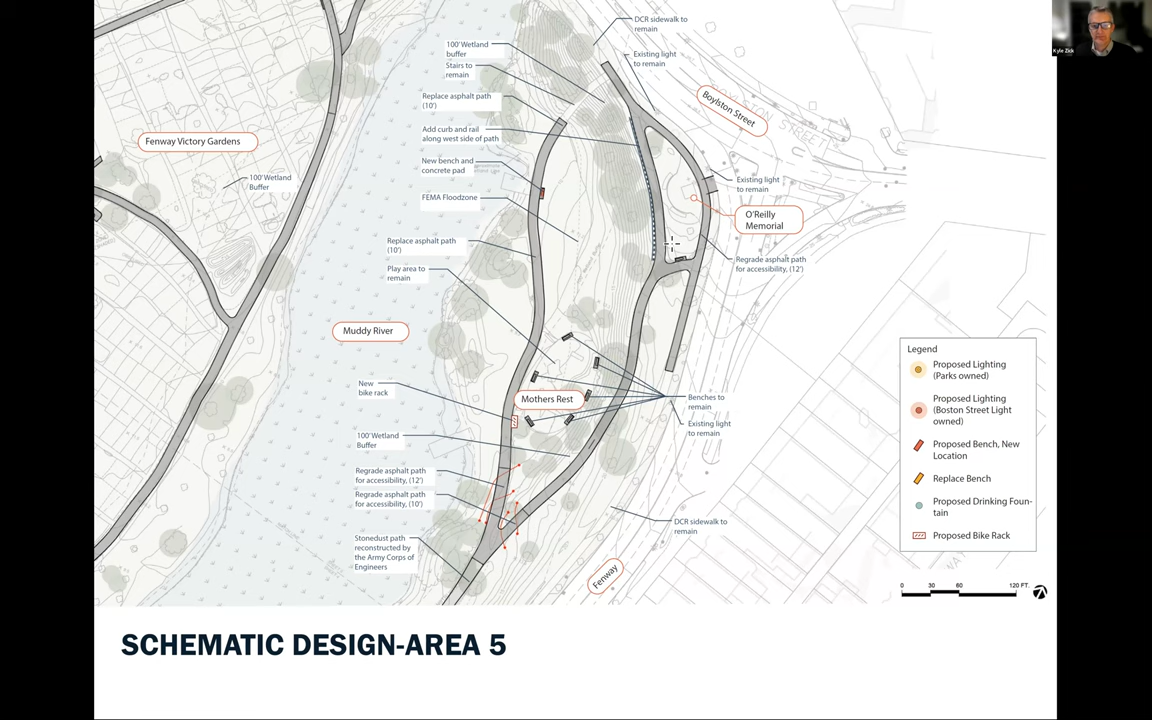 DCR sidewalk to
remain
100' Wetland
buffer
Existing light
to remain
Stairs to
remain
Replace asphalt path
(10')
Boylston Street
BOYLSTON STREET
Add curb and rail
along west side of path
Fenway Victory Gardens
New bench and
concrete pad
100' Wetland
Buffer
Existing light
to remain
FEMA Floodzone
O'Reilly
Memorial
Replace asphalt path
(10')
Regrade asphalt path
for accessibility, (12')
Play area to
remain
Muddy River
New
bike rack
Mothers Rest
Benches to
remain
Existing light
to remain
100' Wetland
Buffer
Regrade asphalt path
for accessibility, (12')
Regrade asphalt path
for accessibility, (10')
DCR sidewalk to
remain
Stonedust path
reconstructed by
the Army Corps of
Engineers
Fenway
Legend
Proposed Lighting
(Parks owned)
Proposed Lighting
(Boston Street Light
owned)
Proposed Bench, New
Location
Replace Bench
Proposed Drinking Foun-
tain
Proposed Bike Rack
0 30 60 120 FT.
SCHEMATIC DESIGN-AREA 5
Kyle Zick